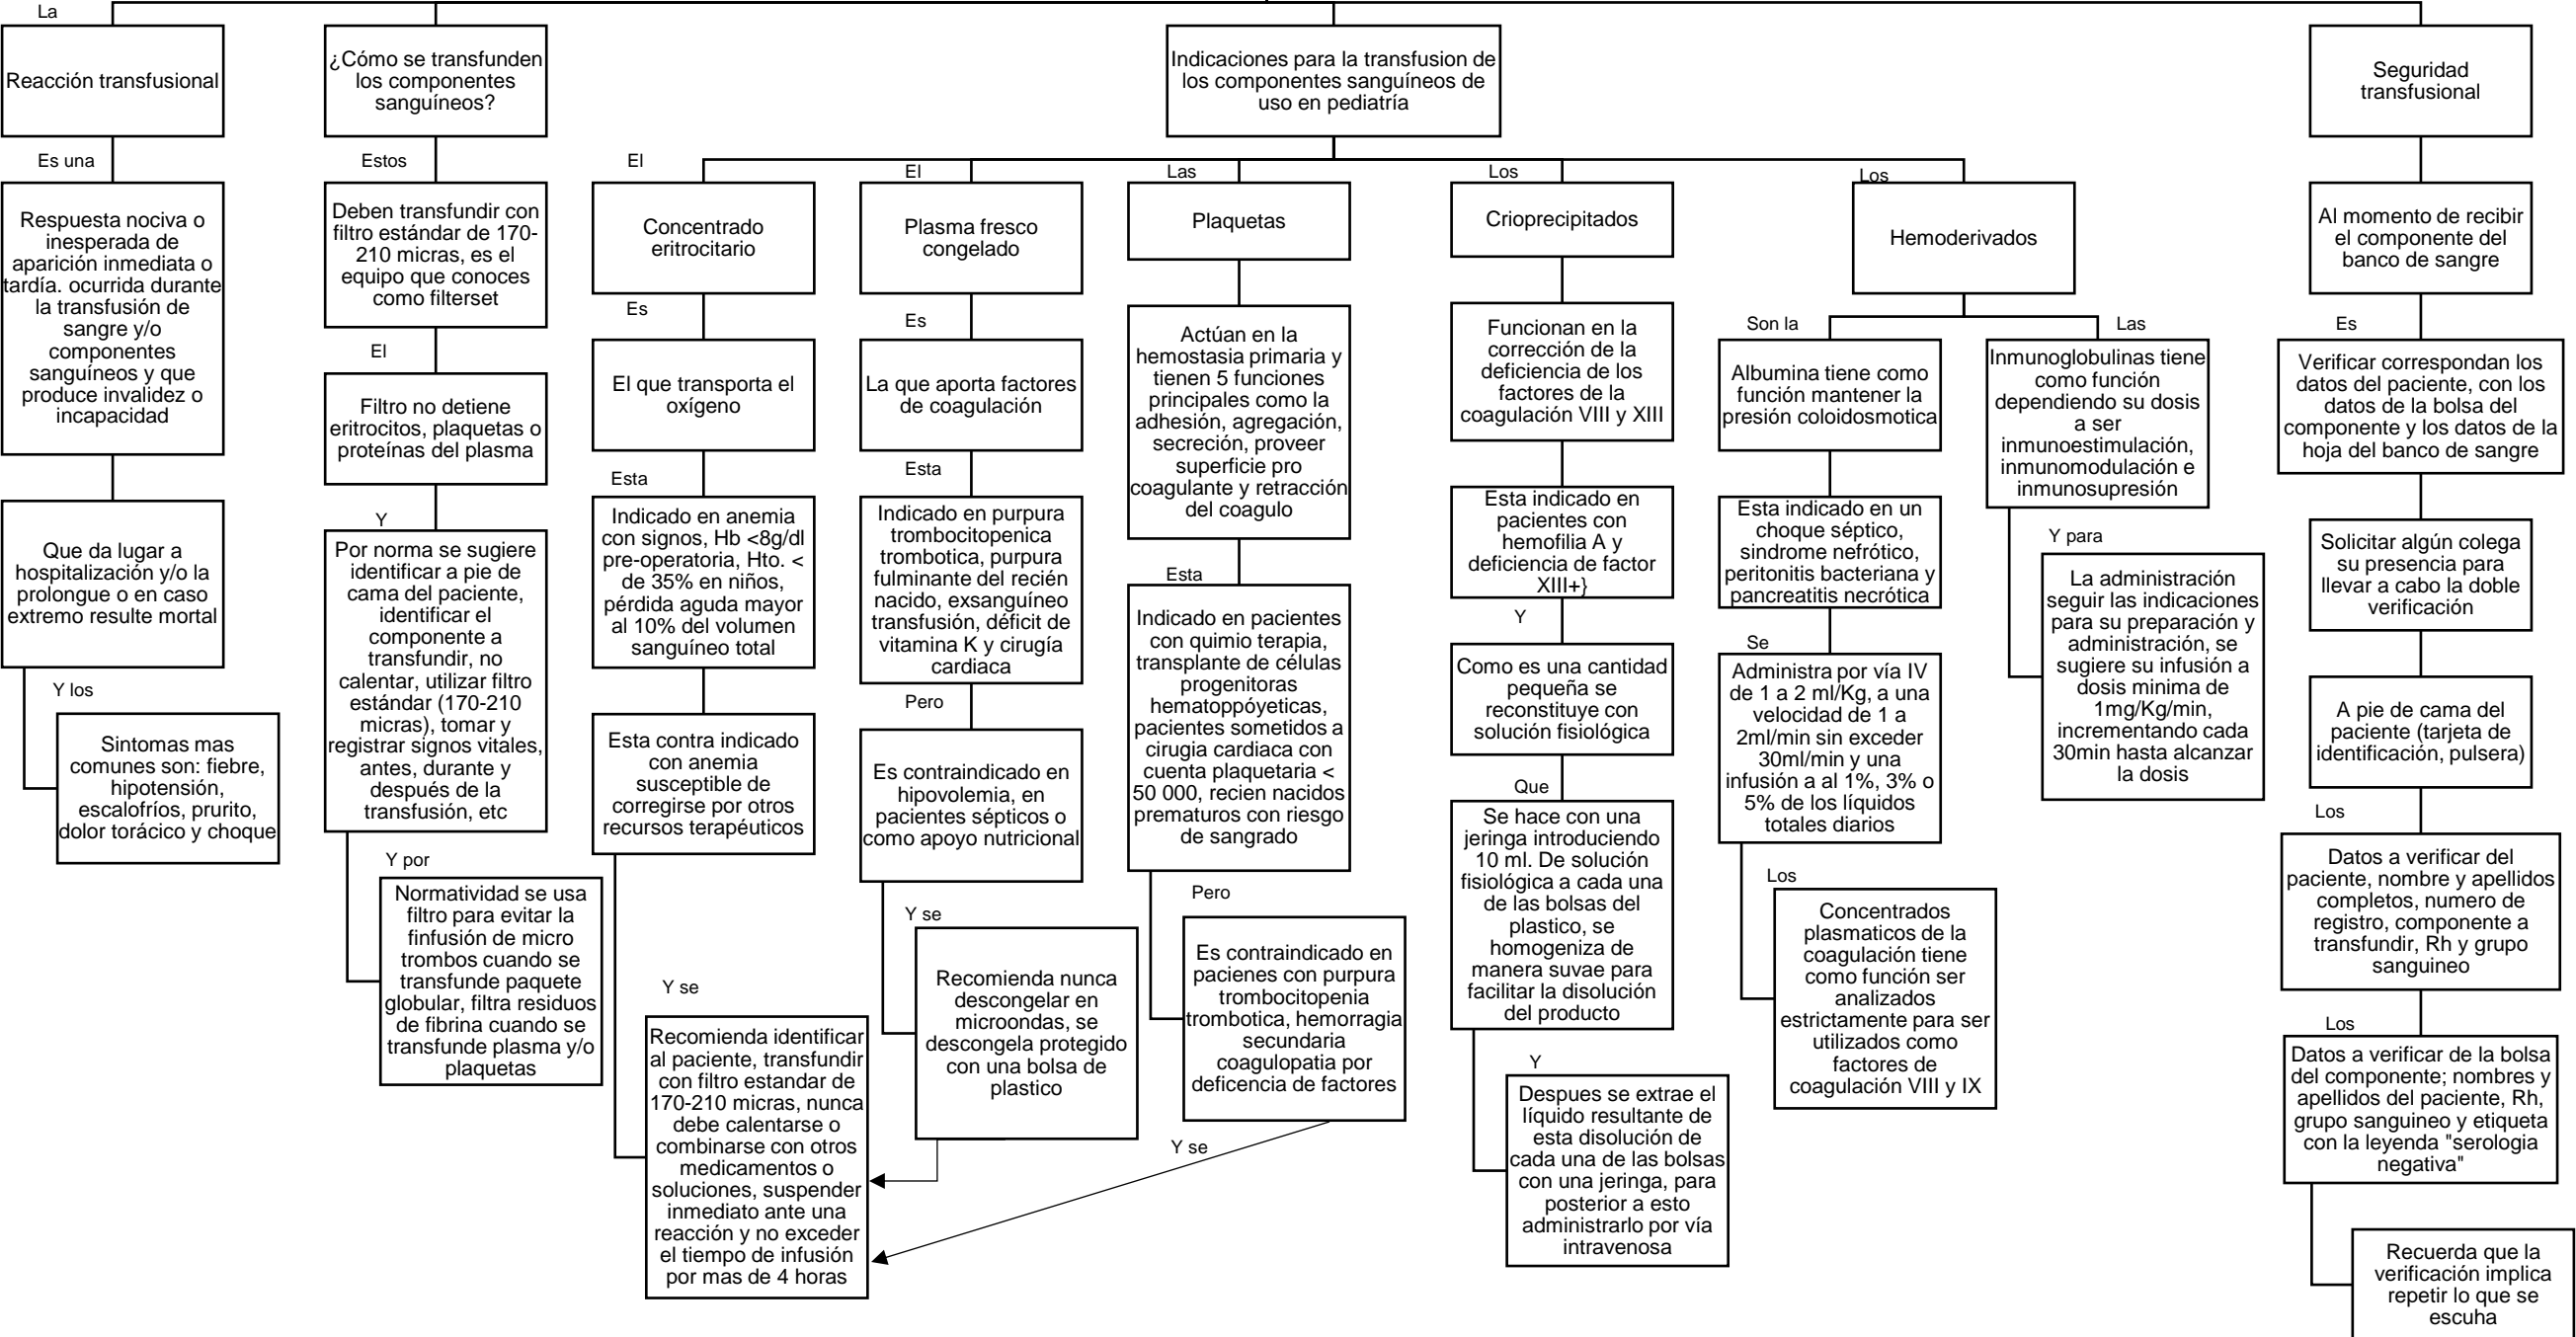 La
Reacción transfusional
Es una
Respuesta nociva o
inesperada de
aparición inmediata o
tardía. ocurrida durante
la transfusión de
sangre y/o
componentes
sanguíneos y que
produce invalidez o
incapacidad
Que da lugar a
hospitalización y/o la
prolongue o en caso
extremo resulte mortal
Y los
Sintomas mas
comunes son: fiebre,
hipotensión,
escalofríos, prurito,
dolor torácico y choque
¿Cómo se transfunden
los componentes
sanguíneos?
Estos
Deben transfundir con
filtro estándar de 170-
210 micras, es el
equipo que conoces
como filterset
El
Filtro no detiene
eritrocitos, plaquetas o
proteínas del plasma
Y
Por norma se sugiere
identificar a pie de
cama del paciente,
identificar el
componente a
transfundir, no
calentar, utilizar filtro
estándar (170-210
micras), tomar y
registrar signos vitales,
antes, durante y
después de la
transfusión, etc
Y por
Normatividad se usa
filtro para evitar la
finfusión de micro
trombos cuando se
transfunde paquete
globular, filtra residuos
de fibrina cuando se
transfunde plasma y/o
plaquetas
Indicaciones para la transfusion de
los componentes sanguíneos de
uso en pediatría
El
Concentrado
eritrocitario
Es
El que transporta el
oxígeno
Esta
Indicado en anemia
con signos, Hb <8g/dl
pre-operatoria, Hto. <
de 35% en niños,
pérdida aguda mayor
al 10% del volumen
sanguíneo total
Esta contra indicado
con anemia
susceptible de
corregirse por otros
recursos terapéuticos
Y se
Recomienda identificar
al paciente, transfundir
con filtro estandar de
170-210 micras, nunca
debe calentarse o
combinarse con otros
medicamentos o
soluciones, suspender
inmediato ante una
reacción y no exceder
el tiempo de infusión
por mas de 4 horas
El
Plasma fresco
congelado
Es
La que aporta factores
de coagulación
Esta
Indicado en purpura
trombocitopenica
trombotica, purpura
fulminante del recién
nacido, exsanguíneo
transfusión, déficit de
vitamina K y cirugía
cardiaca
Pero
Es contraindicado en
hipovolemia, en
pacientes sépticos o
como apoyo nutricional
Y se
Recomienda nunca
descongelar en
microondas, se
descongela protegido
con una bolsa de
plastico
Las
Plaquetas
Actúan en la
hemostasia primaria y
tienen 5 funciones
principales como la
adhesión, agregación,
secreción, proveer
superficie pro
coagulante y retracción
del coagulo
Esta
Indicado en pacientes
con quimio terapia,
transplante de células
progenitoras
hematoppóyeticas,
pacientes sometidos a
cirugia cardiaca con
cuenta plaquetaria <
50 000, recien nacidos
prematuros con riesgo
de sangrado
Pero
Es contraindicado en
pacienes con purpura
trombocitopenia
trombotica, hemorragia
secundaria
coagulopatia por
deficencia de factores
Y se
Los
Crioprecipitados
Funcionan en la
corrección de la
deficiencia de los
factores de la
coagulación VIII y XIII
Esta indicado en
pacientes con
hemofilia A y
deficiencia de factor
XIII+}
Y
Como es una cantidad
pequeña se
reconstituye con
solución fisiológica
Que
Se hace con una
jeringa introduciendo
10 ml. De solución
fisiológica a cada una
de las bolsas del
plastico, se
homogeniza de
manera suvae para
facilitar la disolución
del producto
Y
Despues se extrae el
líquido resultante de
esta disolución de
cada una de las bolsas
con una jeringa, para
posterior a esto
administrarlo por vía
intravenosa
Los
Hemoderivados
Son la
Albumina tiene como
función mantener la
presión coloidosmotica
Esta indicado en un
choque séptico,
sindrome nefrótico,
peritonitis bacteriana y
pancreatitis necrótica
Se
Administra por vía IV
de 1 a 2 ml/Kg, a una
velocidad de 1 a
2ml/min sin exceder
30ml/min y una
infusión a al 1%, 3% o
5% de los líquidos
totales diarios
Los
Concentrados
plasmaticos de la
coagulación tiene
como función ser
analizados
estrictamente para ser
utilizados como
factores de
coagulación VIII y IX
Las
Inmunoglobulinas tiene
como función
dependiendo su dosis
a ser
inmunoestimulación,
inmunomodulación e
inmunosupresión
Y para
La administración
seguir las indicaciones
para su preparación y
administración, se
sugiere su infusión a
dosis minima de
1mg/Kg/min,
incrementando cada
30min hasta alcanzar
la dosis
Seguridad
transfusional
Al momento de recibir
el componente del
banco de sangre
Es
Verificar correspondan los
datos del paciente, con los
datos de la bolsa del
componente y los datos de la
hoja del banco de sangre
Solicitar algún colega
su presencia para
llevar a cabo la doble
verificación
A pie de cama del
paciente (tarjeta de
identificación, pulsera)
Los
Datos a verificar del
paciente, nombre y apellidos
completos, numero de
registro, componente a
transfundir, Rh y grupo
sanguineo
Los
Datos a verificar de la bolsa
del componente; nombres y
apellidos del paciente, Rh,
grupo sanguineo y etiqueta
con la leyenda "serologia
negativa"
Recuerda que la
verificación implica
repetir lo que se
escuha